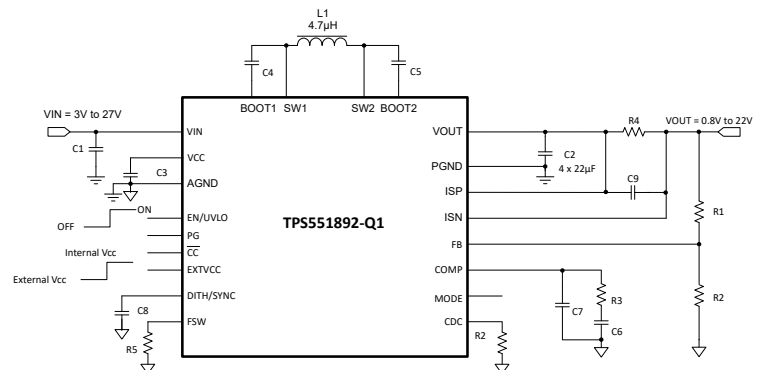 L1
4.7µH
C4
C5
BOOT1 SW1
SW2 BOOT2
VIN = 3V to 27V
C1
VIN
VCC
C3
AGND
ON
OFF
EN/UVLO
PG
Internal Vcc
CC
External Vcc
EXTVCC
DITH/SYNC
C8
FSW
R5
TPS551892-Q1
VOUT
R4
VOUT = 0.8V to 22V
C2
4 x 22µF
PGND
C9
ISP
ISN
R1
FB
COMP
R3
C7
C6
MODE
R2
CDC
R2